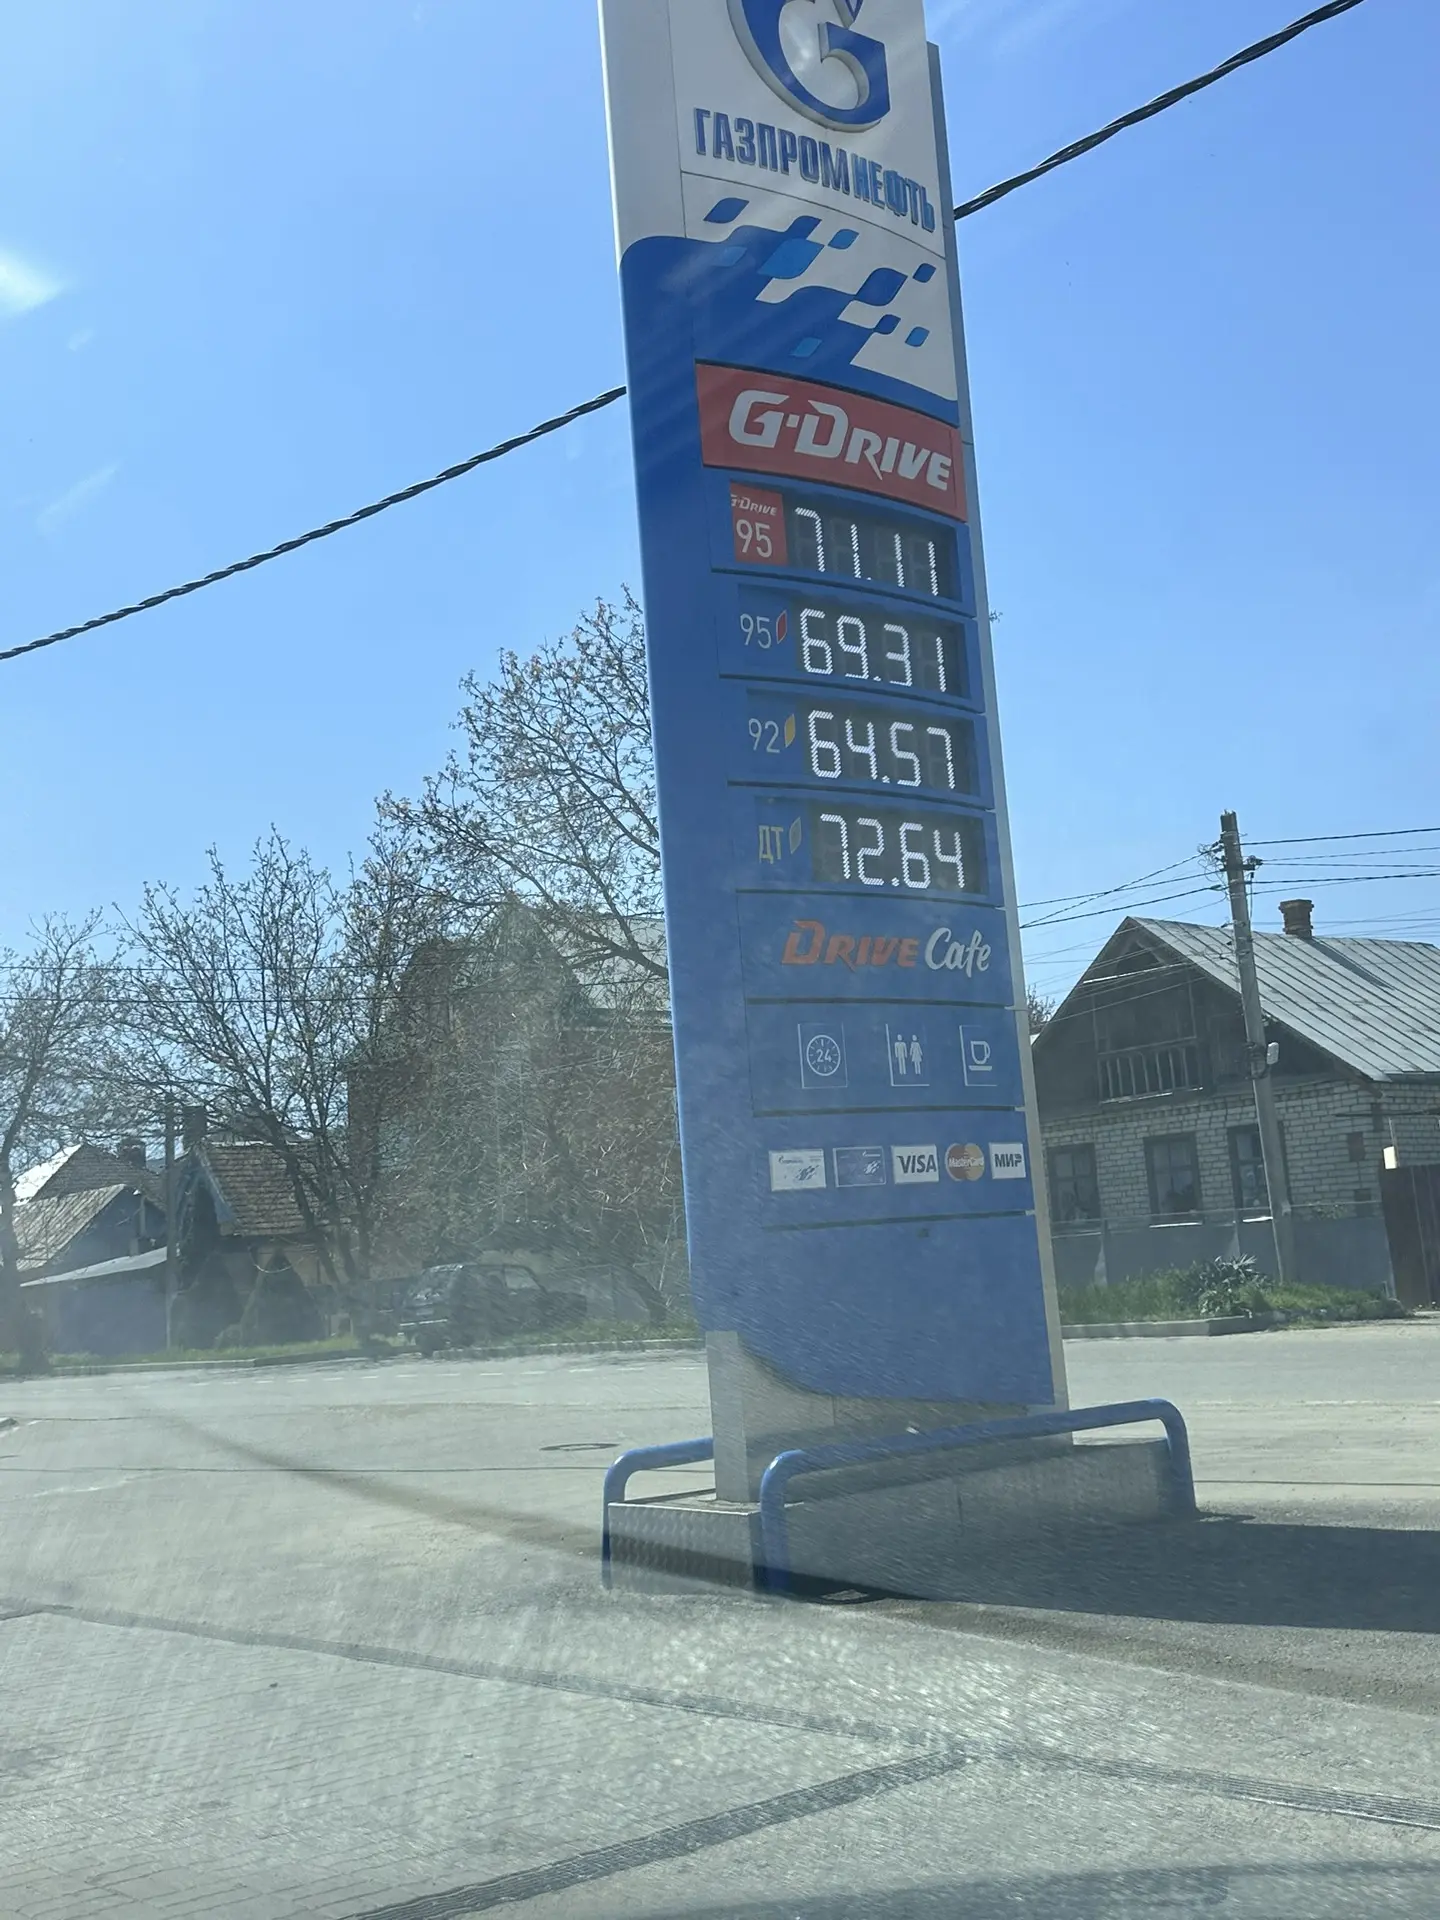 ГАЗПРОМНЕФТЬ
G-DRIVE
G-DRIVE
95 71.11
95 69.31
92 64.57
ДТ 72.64
DRIVE Cafe
24
VISA MasterCard МИР